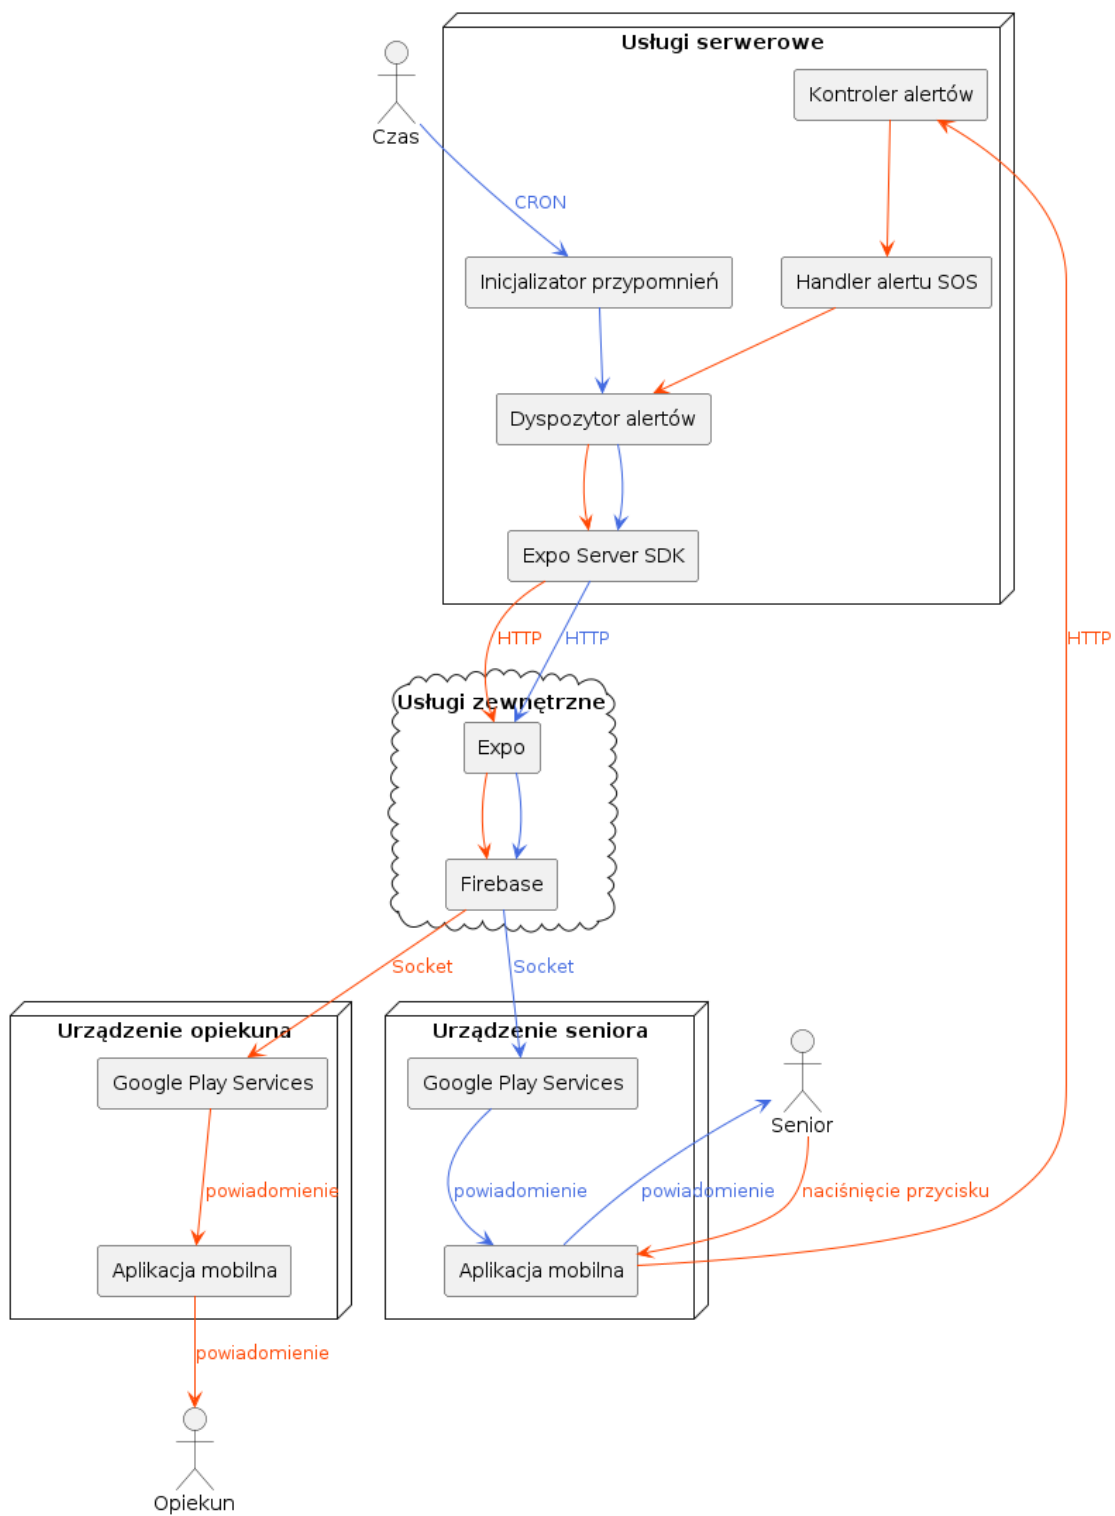 Usługi serwerowe
Kontroler alertów
Czas
CRON
Inicjalizator przypomnień
Handler alertu SOS
Dyspozytor alertów
Expo Server SDK
HTTP
HTTP
HTTP
Usługi zewnętrzne
Expo
Firebase
Socket
Socket
Urządzenie opiekuna
Urządzenie seniora
Google Play Services
Google Play Services
Senior
powiadomienie
powiadomienie
powiadomienie
naciśnięcie przycisku
Aplikacja mobilna
Aplikacja mobilna
powiadomienie
Opiekun